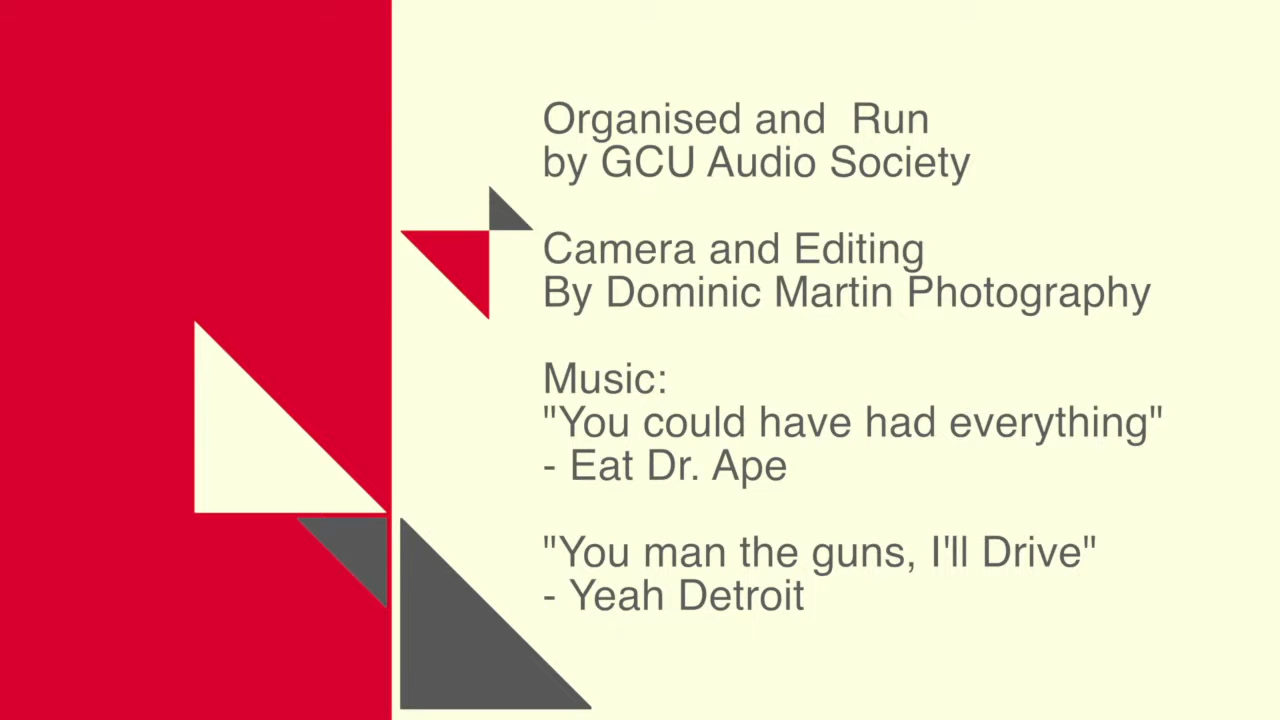 Organised and  Run
by GCU Audio Society
Camera and Editing
By Dominic Martin Photography
Music:
"You could have had everything"
- Eat Dr. Ape
"You man the guns, I'll Drive"
- Yeah Detroit